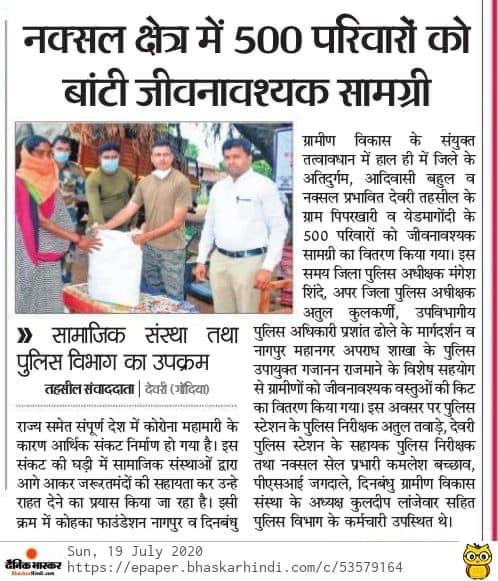 नक्सल क्षेत्र में 500 परिवारों को
बांटी जीवनावश्यक सामग्री
» सामाजिक संस्था तथा
पुलिस विभाग का उपक्रम
तहसील संवाददाता | देवरी (गोंदिया)
राज्य समेत संपूर्ण देश में कोरोना महामारी के
कारण आर्थिक संकट निर्माण हो गया है। इस
संकट की घड़ी में सामाजिक संस्थाओं द्वारा
आगे आकर जरूरतमंदों की सहायता कर उन्हे
राहत देने का प्रयास किया जा रहा है। इसी
क्रम में कोहका फाउंडेशन नागपुर व दिनबंधु
ग्रामीण विकास के संयुक्त
तत्वावधान में हाल ही में जिले के
अतिदुर्गम, आदिवासी बहुल व
नक्सल प्रभावित देवरी तहसील के
ग्राम पिपरखारी व येडमागोंदी के
500 परिवारों को जीवनावश्यक
सामग्री का वितरण किया गया। इस
समय जिला पुलिस अधीक्षक मंगेश
शिंदे, अपर जिला पुलिस अधीक्षक
अतुल कुलकर्णी, उपविभागीय
पुलिस अधिकारी प्रशांत ढोले के मार्गदर्शन व
नागपुर महानगर अपराध शाखा के पुलिस
उपायुक्त गजानन राजमाने के विशेष सहयोग
से ग्रामीणों को जीवनावश्यक वस्तुओं की किट
का वितरण किया गया। इस अवसर पर पुलिस
स्टेशन के पुलिस निरीक्षक अतुल तवाड़े, देवरी
पुलिस स्टेशन के सहायक पुलिस निरीक्षक
तथा नक्सल सेल प्रभारी कमलेश बच्छाव,
पीएसआई जगदाले, दिनबंधु ग्रामीण विकास
संस्था के अध्यक्ष कुलदीप लांजेवार सहित
पुलिस विभाग के कर्मचारी उपस्थित थे।
दैनिक भास्कर
BhaskarHindi.com
Sun, 19 July 2020
https://epaper.bhaskarhindi.com/c/53579164